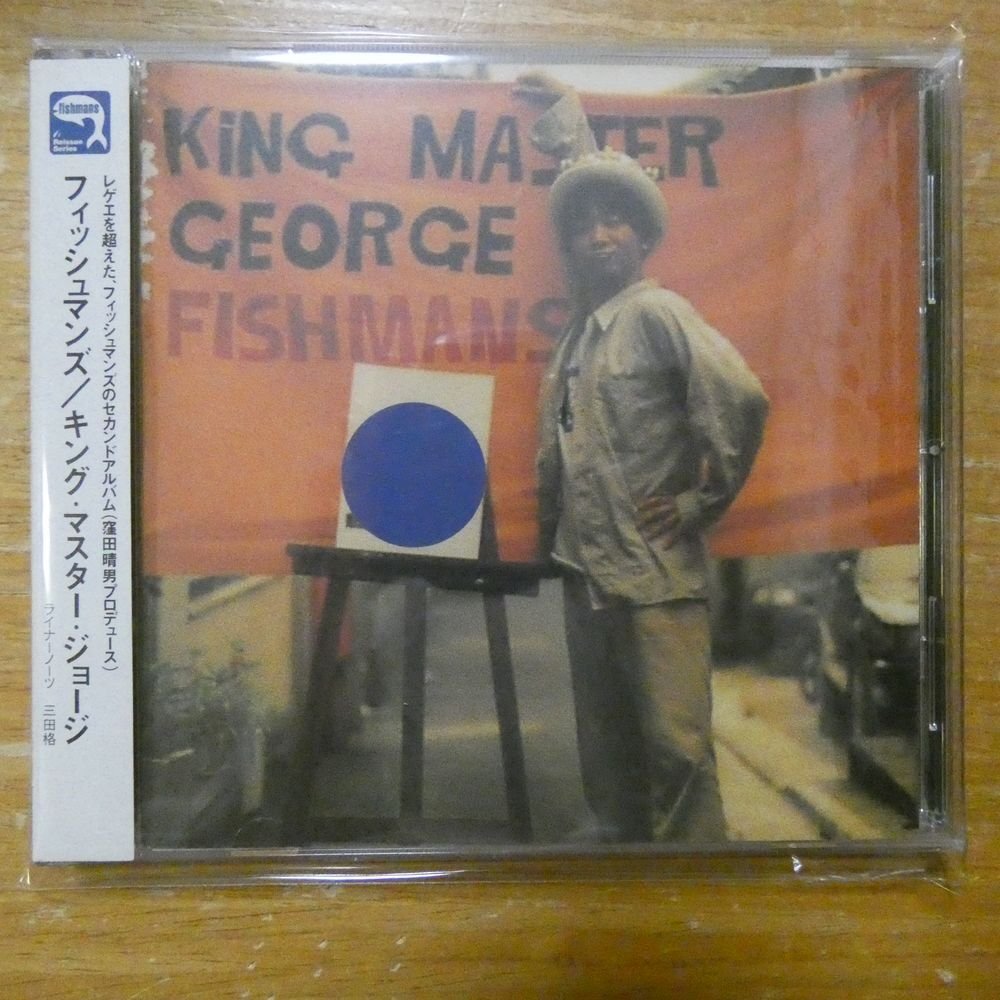 fishmans
Reissue
Series
レゲエを超えた、フィッシュマンズのセカンドアルバム(窪田晴男プロデュース)
フィッシュマンズ/キング・マスター・ジョージ
ライナーノーツ 三田格
KiNG MASTER
GEORGE
FISHMANS